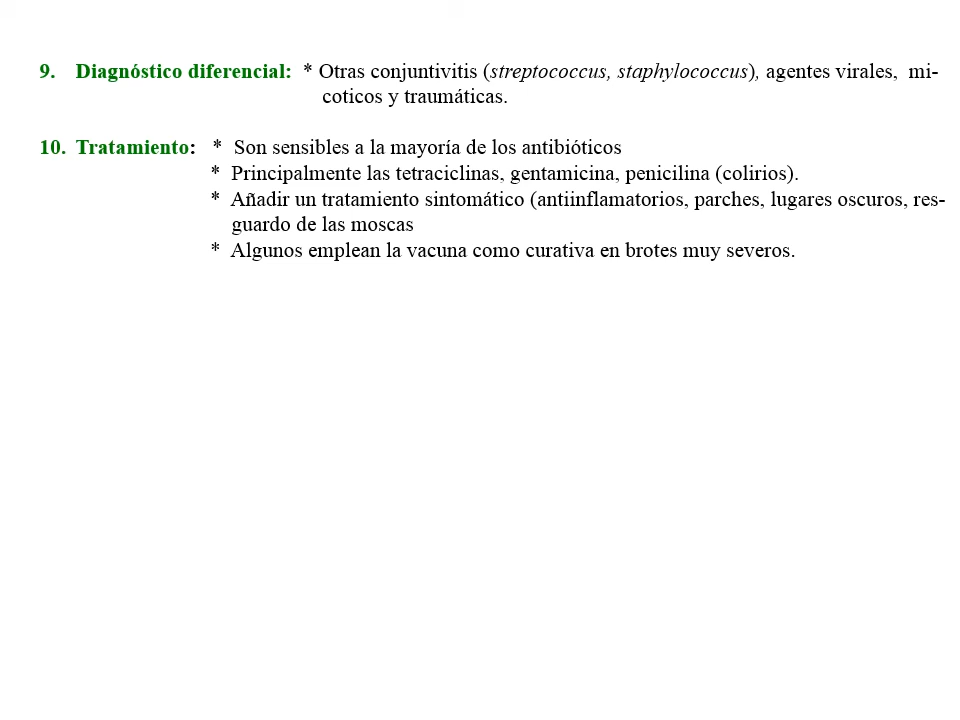 9. Diagnóstico diferencial: * Otras conjuntivitis (streptococcus, staphylococcus), agentes virales, mi-
coticos y traumáticas.
10. Tratamiento: * Son sensibles a la mayoría de los antibióticos
* Principalmente las tetraciclinas, gentamicina, penicilina (colirios).
* Añadir un tratamiento sintomático (antiinflamatorios, parches, lugares oscuros, res-
guardo de las moscas
* Algunos emplean la vacuna como curativa en brotes muy severos.